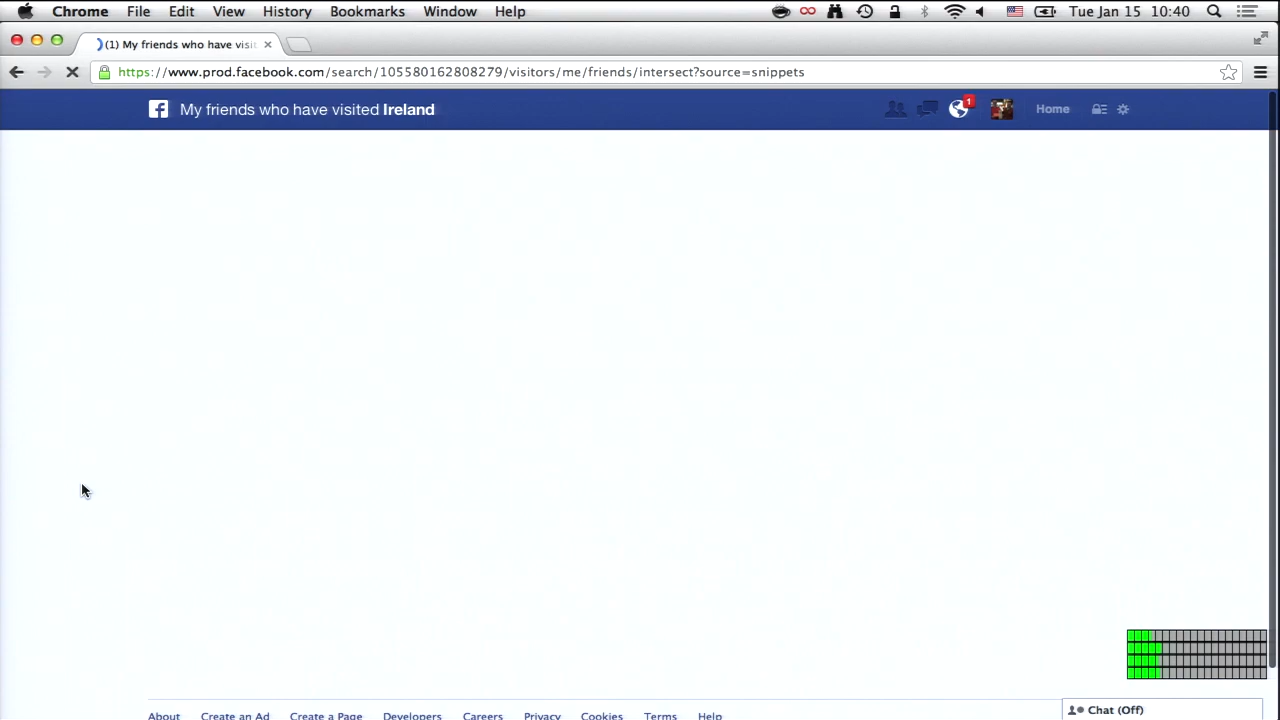 Chrome File Edit View History Bookmarks Window Help Tue Jan 15 10:40
(1) My friends who have visi
https://www.prod.facebook.com/search/105580162808279/visitors/me/friends/intersect?source=snippets
f My friends who have visited Ireland 1 Home
About Create an Ad Create a Page Developers Careers Privacy Cookies Terms Help
Chat (Off)